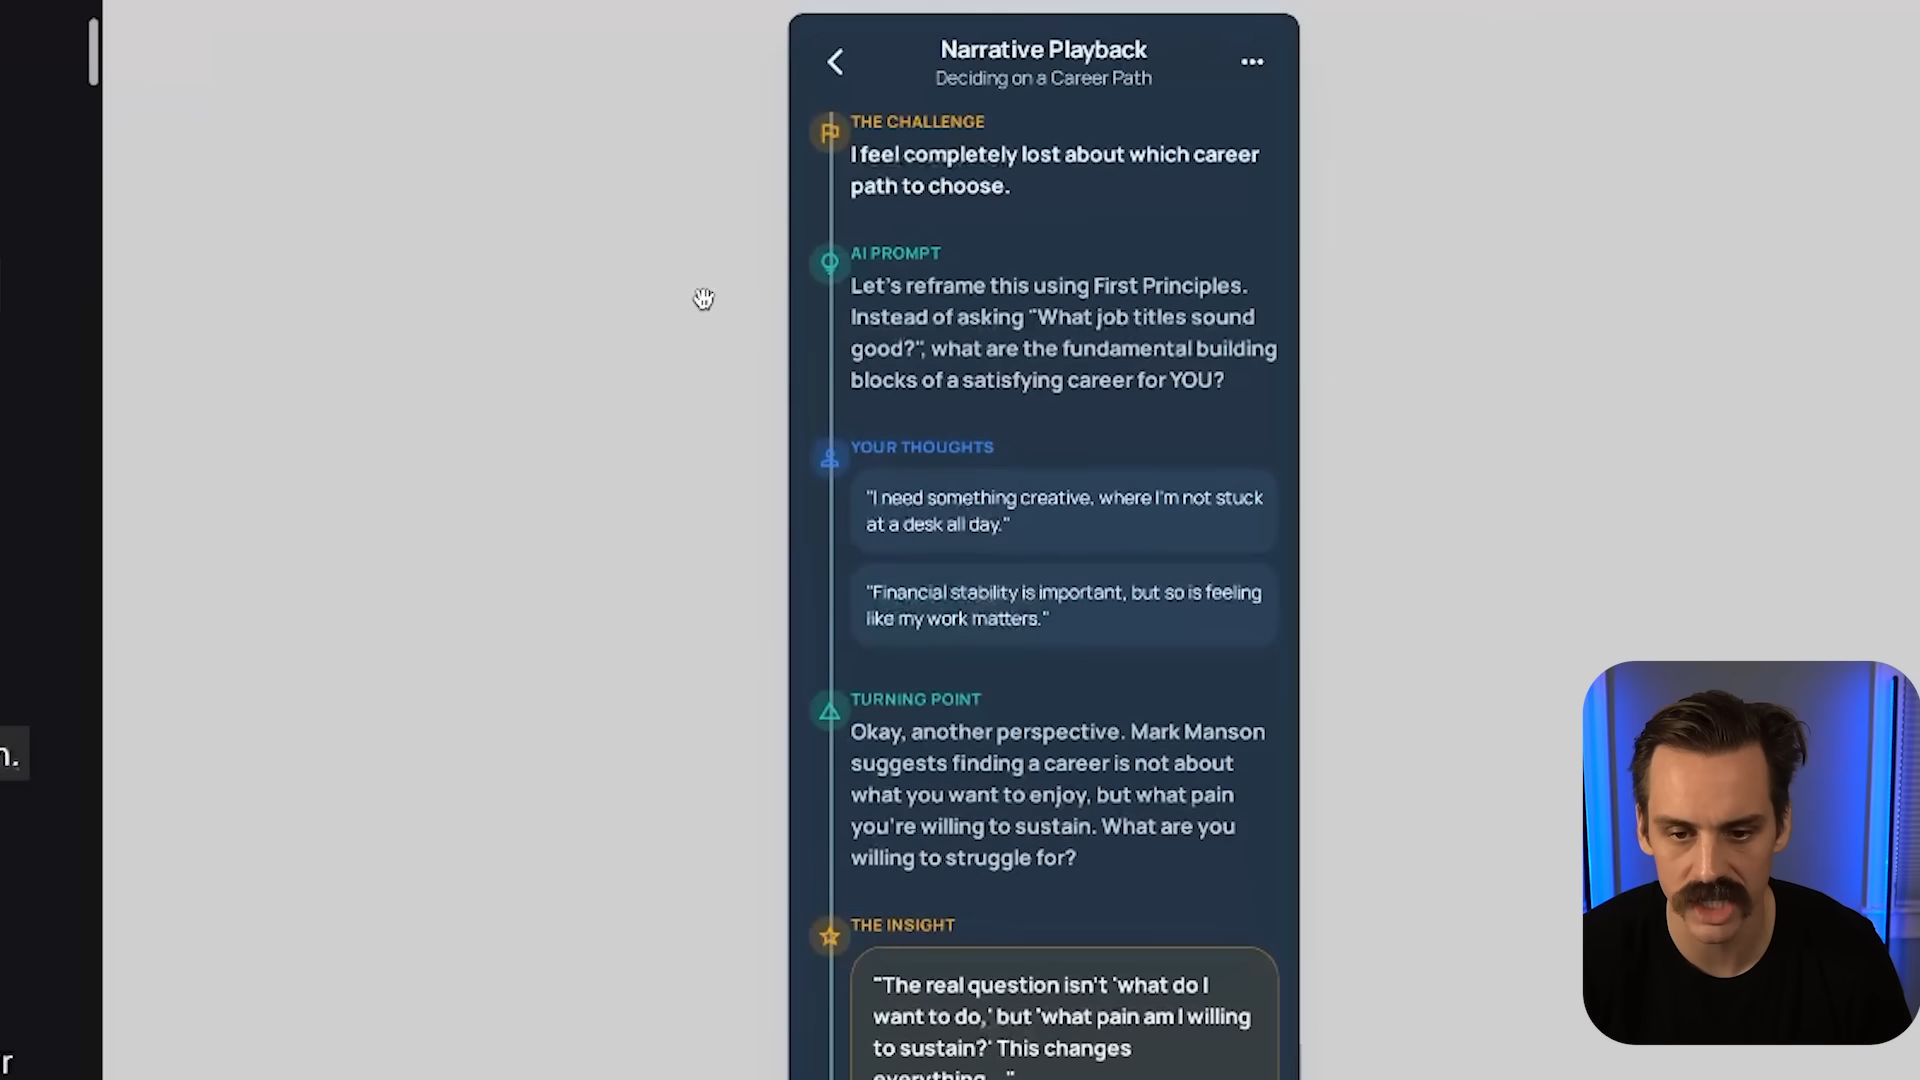 Narrative Playback
Deciding on a Career Path
THE CHALLENGE
I feel completely lost about which career
path to choose.
AI PROMPT
Let's reframe this using First Principles.
Instead of asking "What job titles sound
good?", what are the fundamental building
blocks of a satisfying career for YOU?
YOUR THOUGHTS
"I need something creative, where I'm not stuck
at a desk all day."
"Financial stability is important, but so is feeling
like my work matters."
TURNING POINT
Okay, another perspective. Mark Manson
suggests finding a career is not about
what you want to enjoy, but what pain
you're willing to sustain. What are you
willing to struggle for?
THE INSIGHT
"The real question isn't 'what do I
want to do,' but 'what pain am I willing
to sustain?' This changes
everything..."